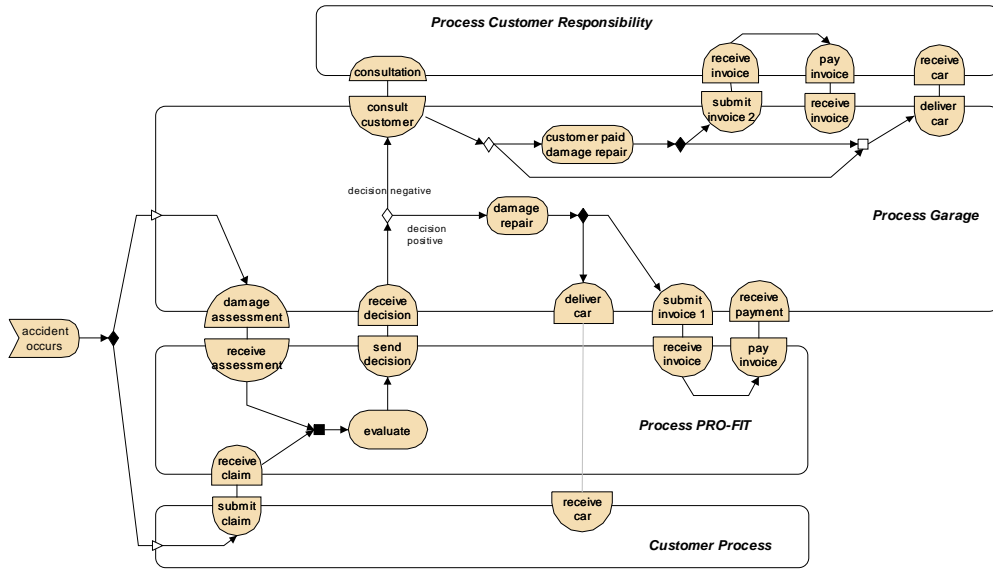 Process Customer Responsibility
consultation
receive
invoice
pay
invoice
receive
car
consult
customer
submit
invoice 2
receive
invoice
deliver
car
customer paid
damage repair
decision negative
damage
repair
decision
positive
Process Garage
damage
assessment
receive
decision
deliver
car
submit
invoice 1
receive
payment
accident
occurs
receive
assessment
send
decision
receive
invoice
pay
invoice
evaluate
Process PRO-FIT
receive
claim
submit
claim
receive
car
Customer Process